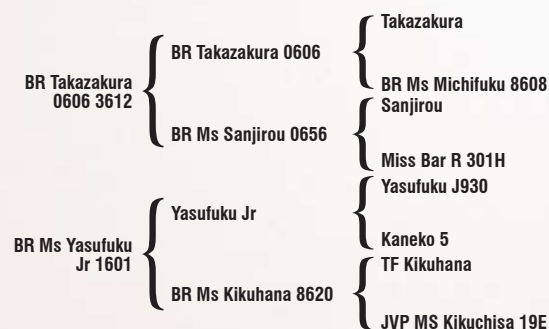 Takazakura
BR Takazakura 0606
BR Takazakura
0606 3612
BR Ms Michifuku 8608
Sanjirou
BR Ms Sanjirou 0656
Miss Bar R 301H
Yasufuku J930
Yasufuku Jr
BR Ms Yasufuku
Jr 1601
Kaneko 5
TF Kikuhana
BR Ms Kikuhana 8620
JVP MS Kikuchisa 19E